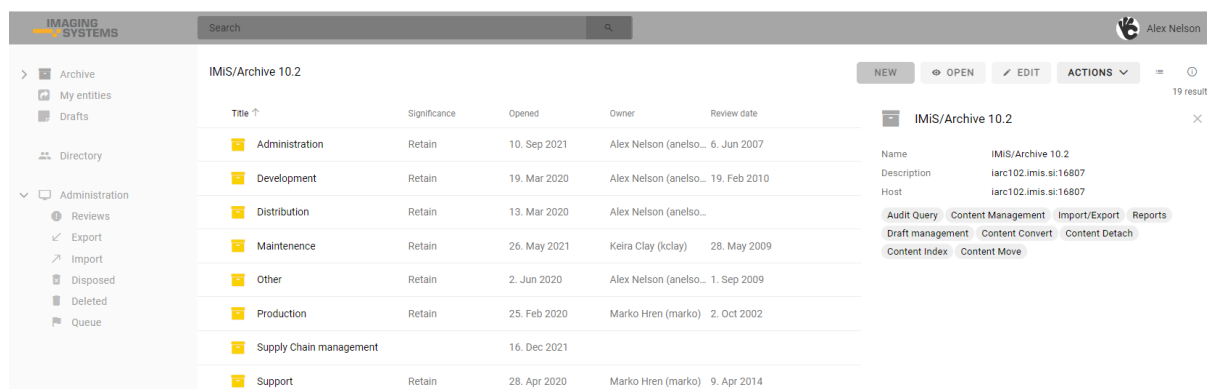 IMAGING
SYSTEMS
Search
Alex Nelson
Archive
My entities
Drafts
Directory
Administration
Reviews
Export
Import
Disposed
Deleted
Queue
IMiS/Archive 10.2
NEW OPEN EDIT ACTIONS
19 result
Title Significance Opened Owner Review date
Administration Retain 10. Sep 2021 Alex Nelson (anelso... 6. Jun 2007
Development Retain 19. Mar 2020 Alex Nelson (anelso... 19. Feb 2010
Distribution Retain 13. Mar 2020 Alex Nelson (anelso...
Maintenence Retain 26. May 2021 Keira Clay (kclay) 28. May 2009
Other Retain 2. Jun 2020 Alex Nelson (anelso... 1. Sep 2009
Production Retain 25. Feb 2020 Marko Hren (marko) 2. Oct 2002
Supply Chain management 16. Dec 2021
Support Retain 28. Apr 2020 Marko Hren (marko) 9. Apr 2014
IMiS/Archive 10.2
Name IMiS/Archive 10.2
Description iarc102.imis.si:16807
Host iarc102.imis.si:16807
Audit Query Content Management Import/Export Reports
Draft management Content Convert Content Detach
Content Index Content Move